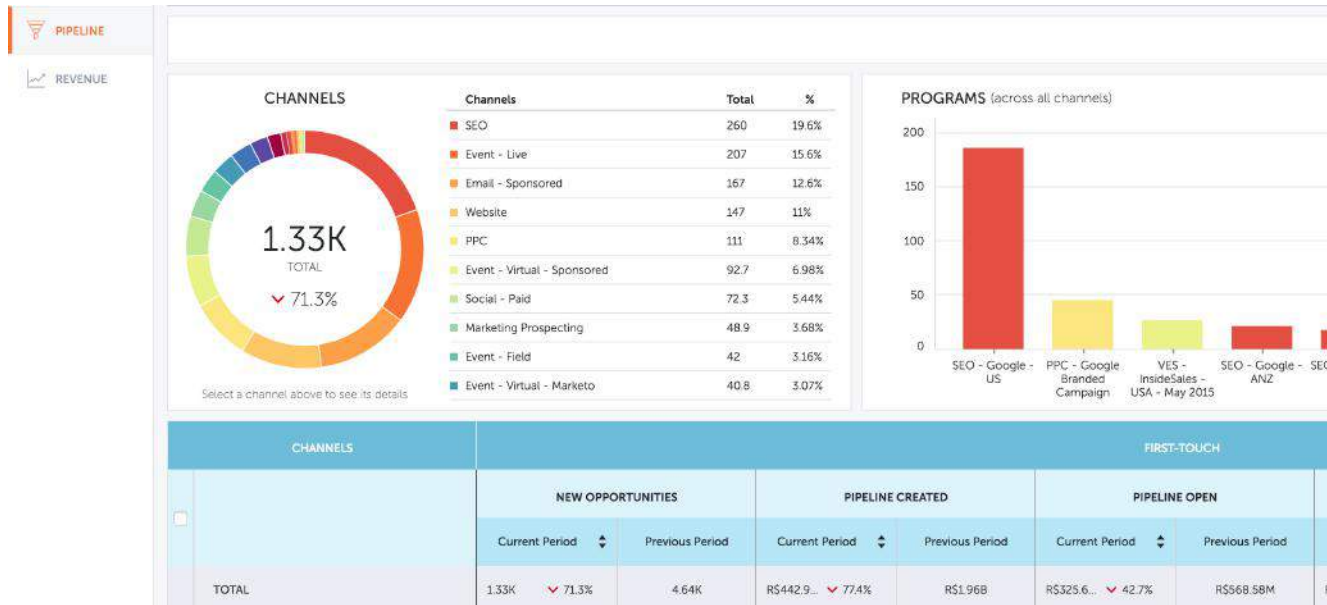 PIPELINE
REVENUE
CHANNELS
1.33K
TOTAL
71.3%
Select a channel above to see its details
Channels Total %
SEO 260 19.6%
Event - Live 207 15.6%
Email - Sponsored 167 12.6%
Website 147 11%
PPC 111 8.34%
Event - Virtual - Sponsored 92.7 6.98%
Social - Paid 72.3 5.44%
Marketing Prospecting 48.9 3.68%
Event - Field 42 3.16%
Event - Virtual - Marketo 40.8 3.07%
PROGRAMS (across all channels)
200
150
100
50
0
SEO - Google -
US
PPC - Google
Branded
Campaign
VES -
InsideSales -
USA - May 2015
SEO - Google -
ANZ
CHANNELS FIRST-TOUCH
NEW OPPORTUNITIES PIPELINE CREATED PIPELINE OPEN
Current Period Previous Period Current Period Previous Period Current Period Previous Period
TOTAL 1.33K 71.3% 4.64K R$442.9... 77.4% R$1.96B R$325.6... 42.7% R$568.58M